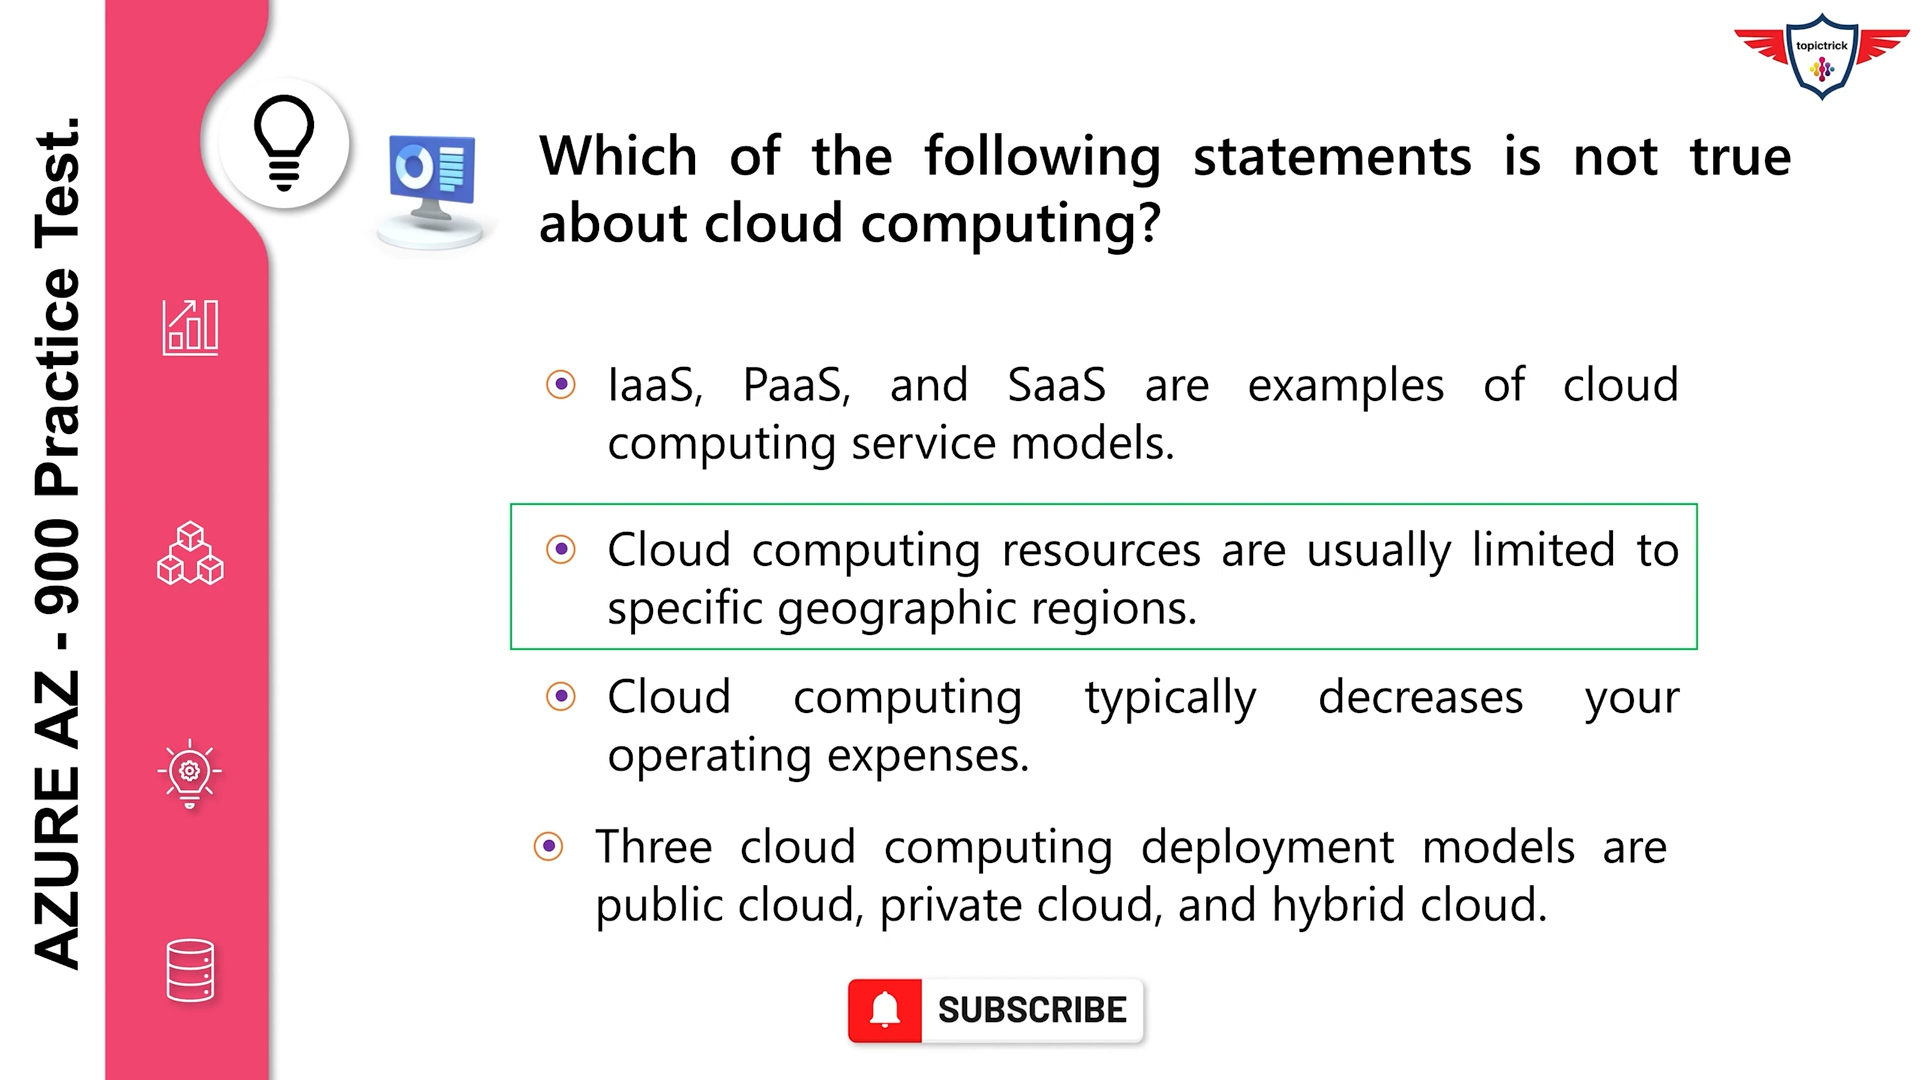 AZURE AZ - 900 Practice Test.
topictrick
Which of the following statements is not true
about cloud computing?
IaaS, PaaS, and SaaS are examples of cloud
computing service models.
Cloud computing resources are usually limited to
specific geographic regions.
Cloud computing typically decreases your
operating expenses.
Three cloud computing deployment models are
public cloud, private cloud, and hybrid cloud.
SUBSCRIBE